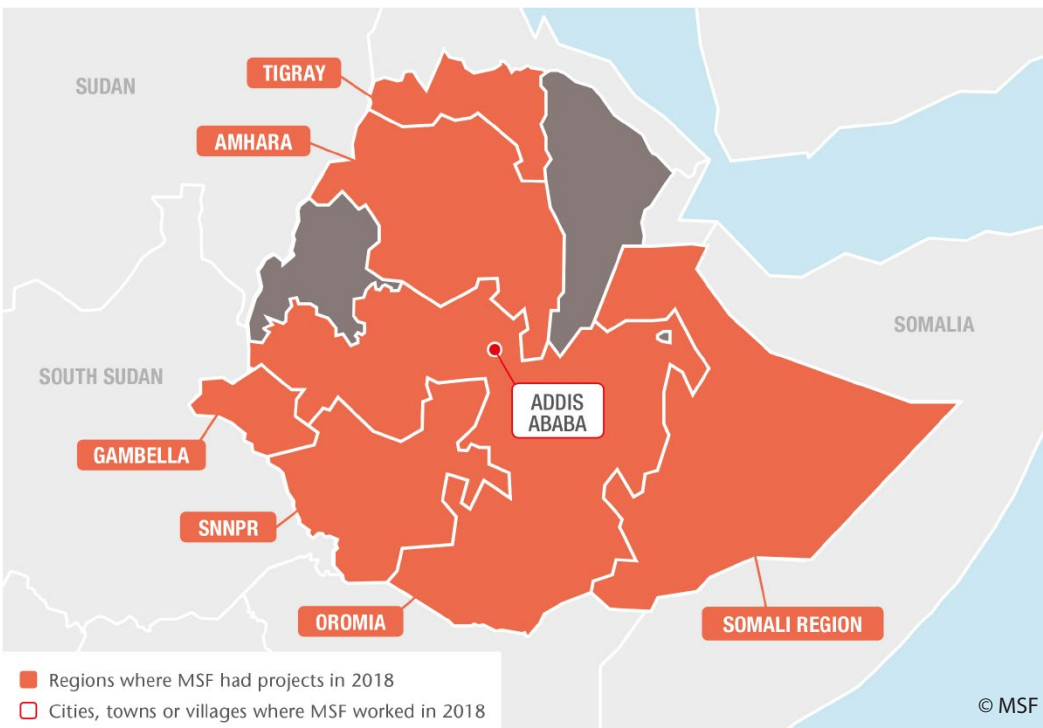 SUDAN
TIGRAY
AMHARA
SOMALIA
SOUTH SUDAN
ADDIS
ABABA
GAMBELLA
SNNPR
OROMIA
SOMALI REGION
Regions where MSF had projects in 2018
Cities, towns or villages where MSF worked in 2018
© MSF